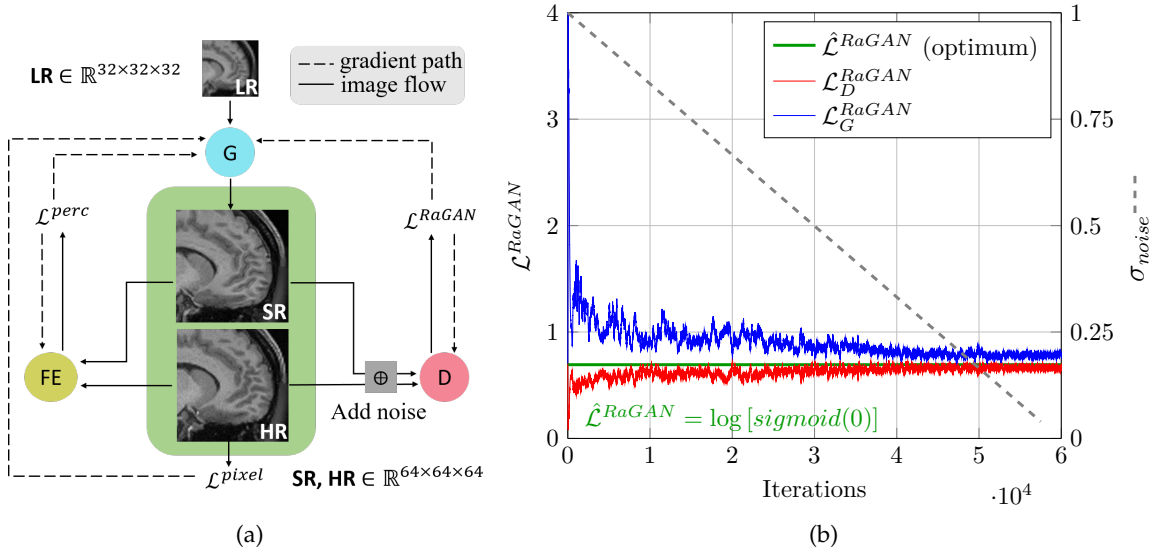 LR ∈ ℝ^{32×32×32}
LR
gradient path
image flow
G
ℒ^{perc}
ℒ^{RaGAN}
SR
FE
⊕
D
Add noise
HR
ℒ^{pixel}
SR, HR ∈ ℝ^{64×64×64}
(a)
ℒ̂^{RaGAN} (optimum)
ℒ_D^{RaGAN}
ℒ_G^{RaGAN}
4
3
2
1
0
ℒ^{RaGAN}
1
0.75
0.5
0.25
0
σ_{noise}
ℒ̂^{RaGAN} = log [sigmoid(0)]
0 1 2 3 4 5 6
Iterations
·10^4
(b)